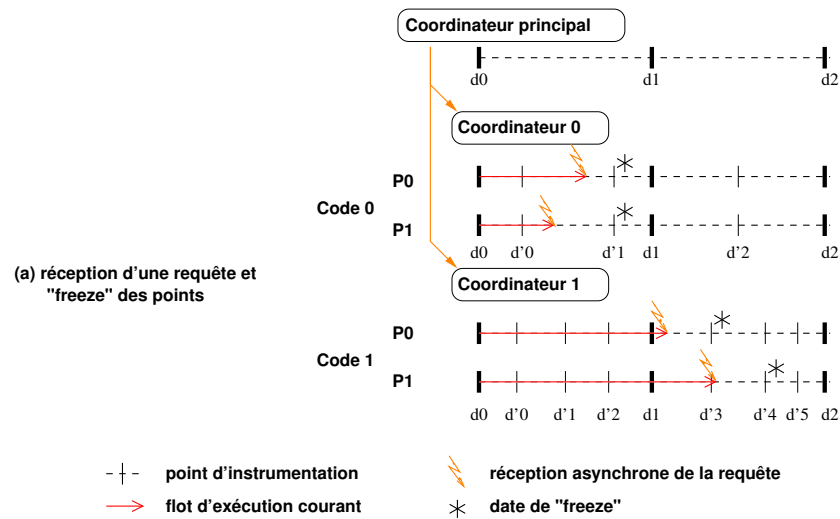 Coordinateur principal
d0 d1 d2
Coordinateur 0
P0
Code 0
P1
d0 d'0 d'1 d1 d'2 d2
(a) réception d'une requête et
"freeze" des points
Coordinateur 1
P0
Code 1
P1
d0 d'0 d'1 d'2 d1 d'3 d'4 d'5 d2
point d'instrumentation réception asynchrone de la requête
flot d'exécution courant date de "freeze"